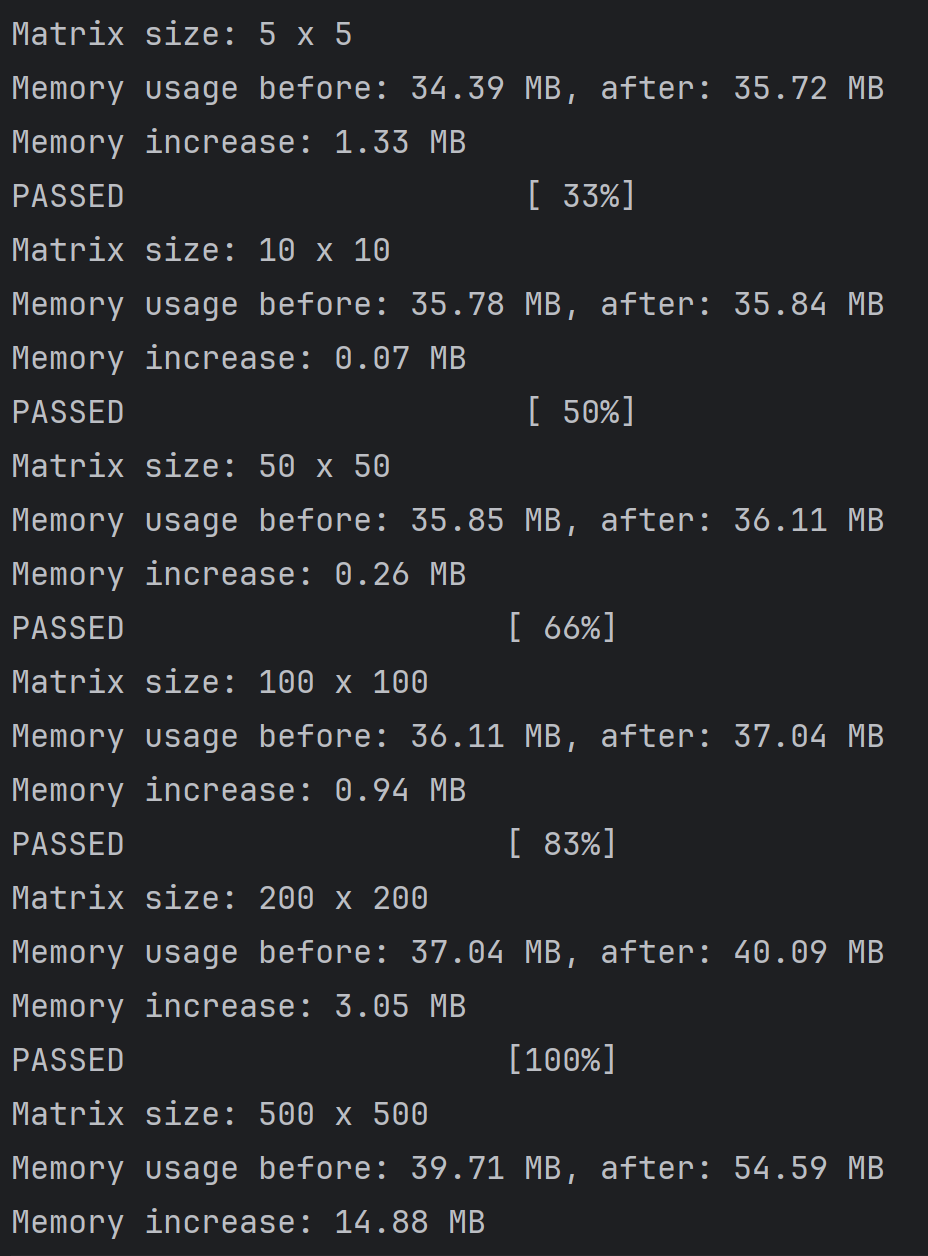 Matrix size: 5 x 5
Memory usage before: 34.39 MB, after: 35.72 MB
Memory increase: 1.33 MB
PASSED                     [ 33%]
Matrix size: 10 x 10
Memory usage before: 35.78 MB, after: 35.84 MB
Memory increase: 0.07 MB
PASSED                     [ 50%]
Matrix size: 50 x 50
Memory usage before: 35.85 MB, after: 36.11 MB
Memory increase: 0.26 MB
PASSED                    [ 66%]
Matrix size: 100 x 100
Memory usage before: 36.11 MB, after: 37.04 MB
Memory increase: 0.94 MB
PASSED                    [ 83%]
Matrix size: 200 x 200
Memory usage before: 37.04 MB, after: 40.09 MB
Memory increase: 3.05 MB
PASSED                    [100%]
Matrix size: 500 x 500
Memory usage before: 39.71 MB, after: 54.59 MB
Memory increase: 14.88 MB